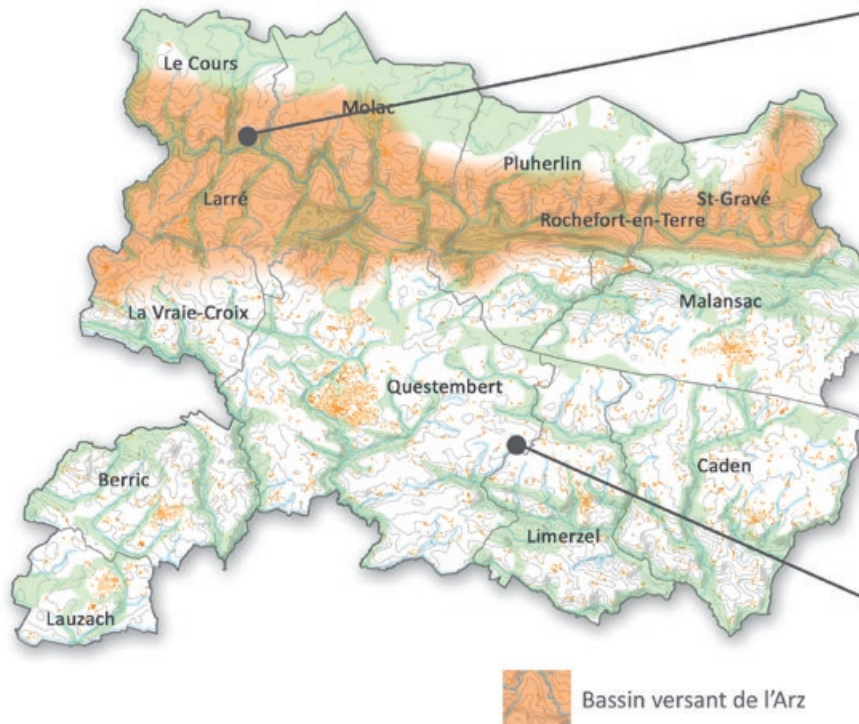 Le Cours
Molac
Pluherlin
Larré
St-Gravé
Rochefort-en-Terre
La Vraie-Croix
Malansac
Questembert
Berric
Caden
Limerzel
Lauzach
Bassin versant de l'Arz